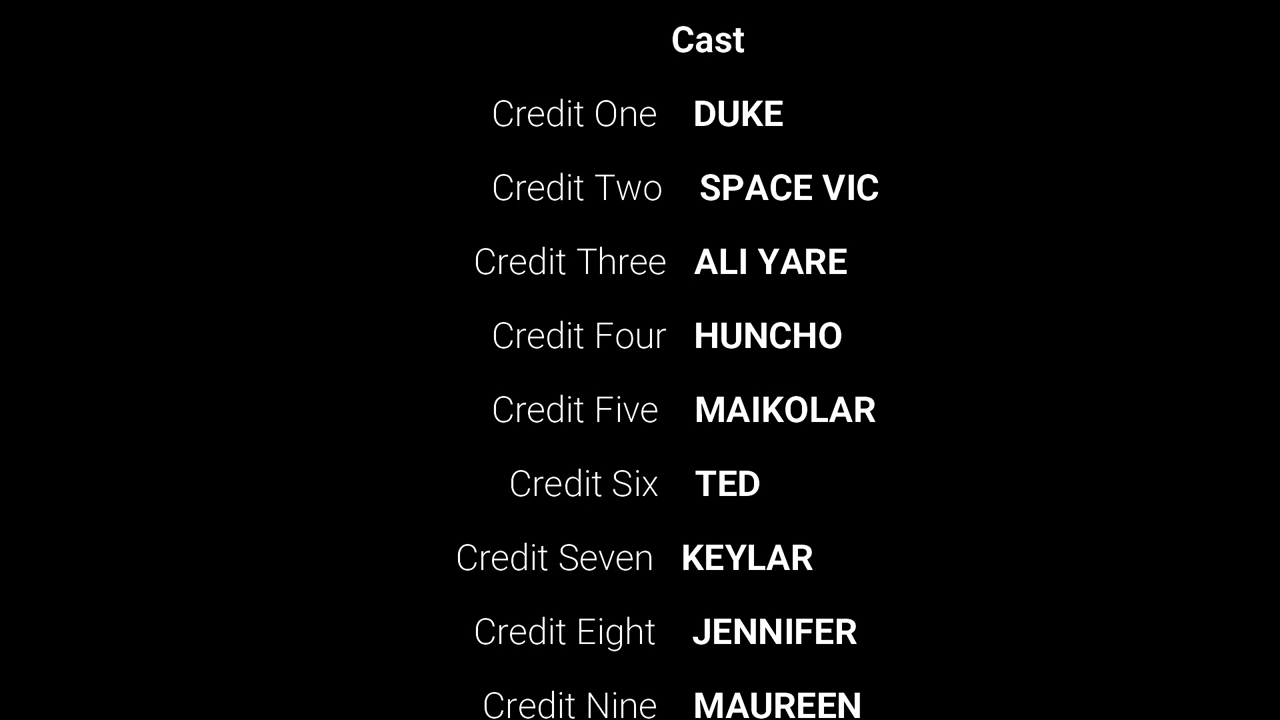 Cast
Credit One DUKE
Credit Two SPACE VIC
Credit Three ALI YARE
Credit Four HUNCHO
Credit Five MAIKOLAR
Credit Six TED
Credit Seven KEYLAR
Credit Eight JENNIFER
Credit Nine MAUREEN